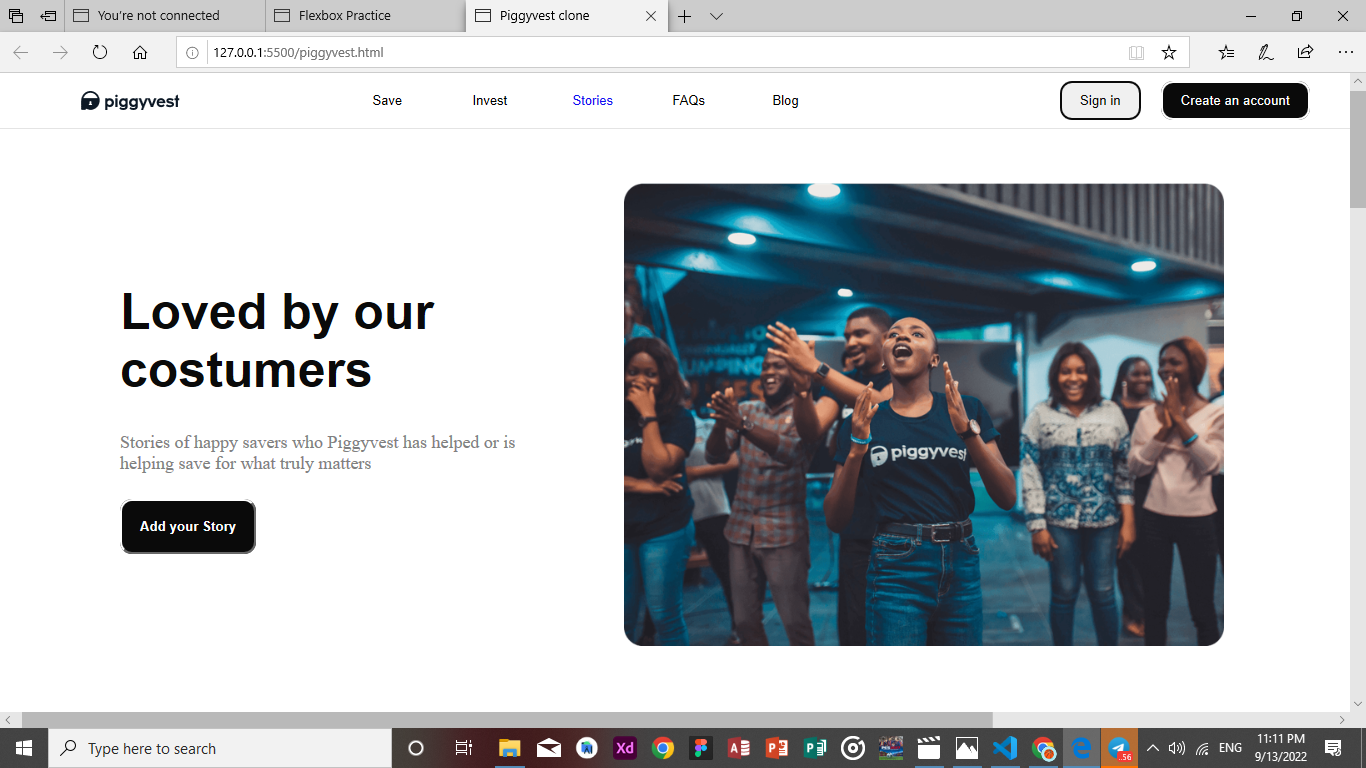 You're not connected
Flexbox Practice
Piggyvest clone
127.0.0.1:5500/piggyvest.html
piggyvest
Save
Invest
Stories
FAQs
Blog
Sign in
Create an account
Loved by our
costumers
Stories of happy savers who Piggyvest has helped or is
helping save for what truly matters
Add your Story
piggyvest
Type here to search
Xd
..56
ENG
11:11 PM
9/13/2022